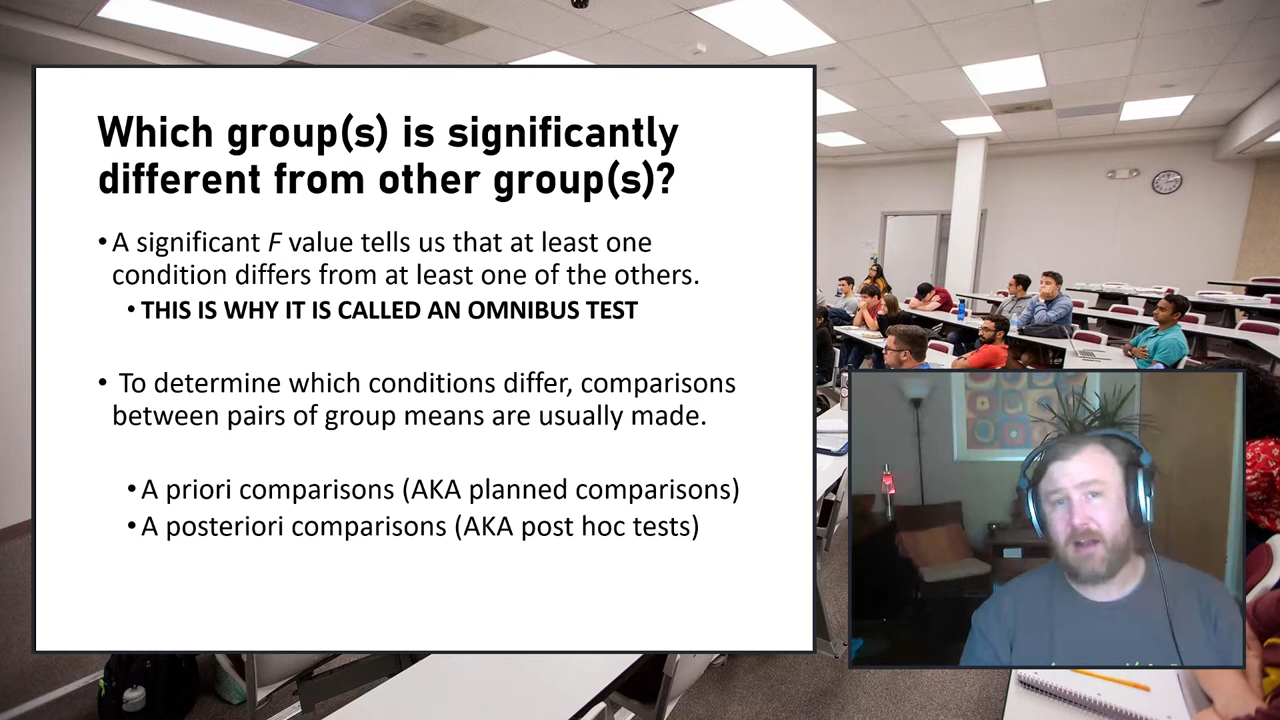 Which group(s) is significantly
different from other group(s)?
• A significant F value tells us that at least one
condition differs from at least one of the others.
• THIS IS WHY IT IS CALLED AN OMNIBUS TEST
• To determine which conditions differ, comparisons
between pairs of group means are usually made.
• A priori comparisons (AKA planned comparisons)
• A posteriori comparisons (AKA post hoc tests)